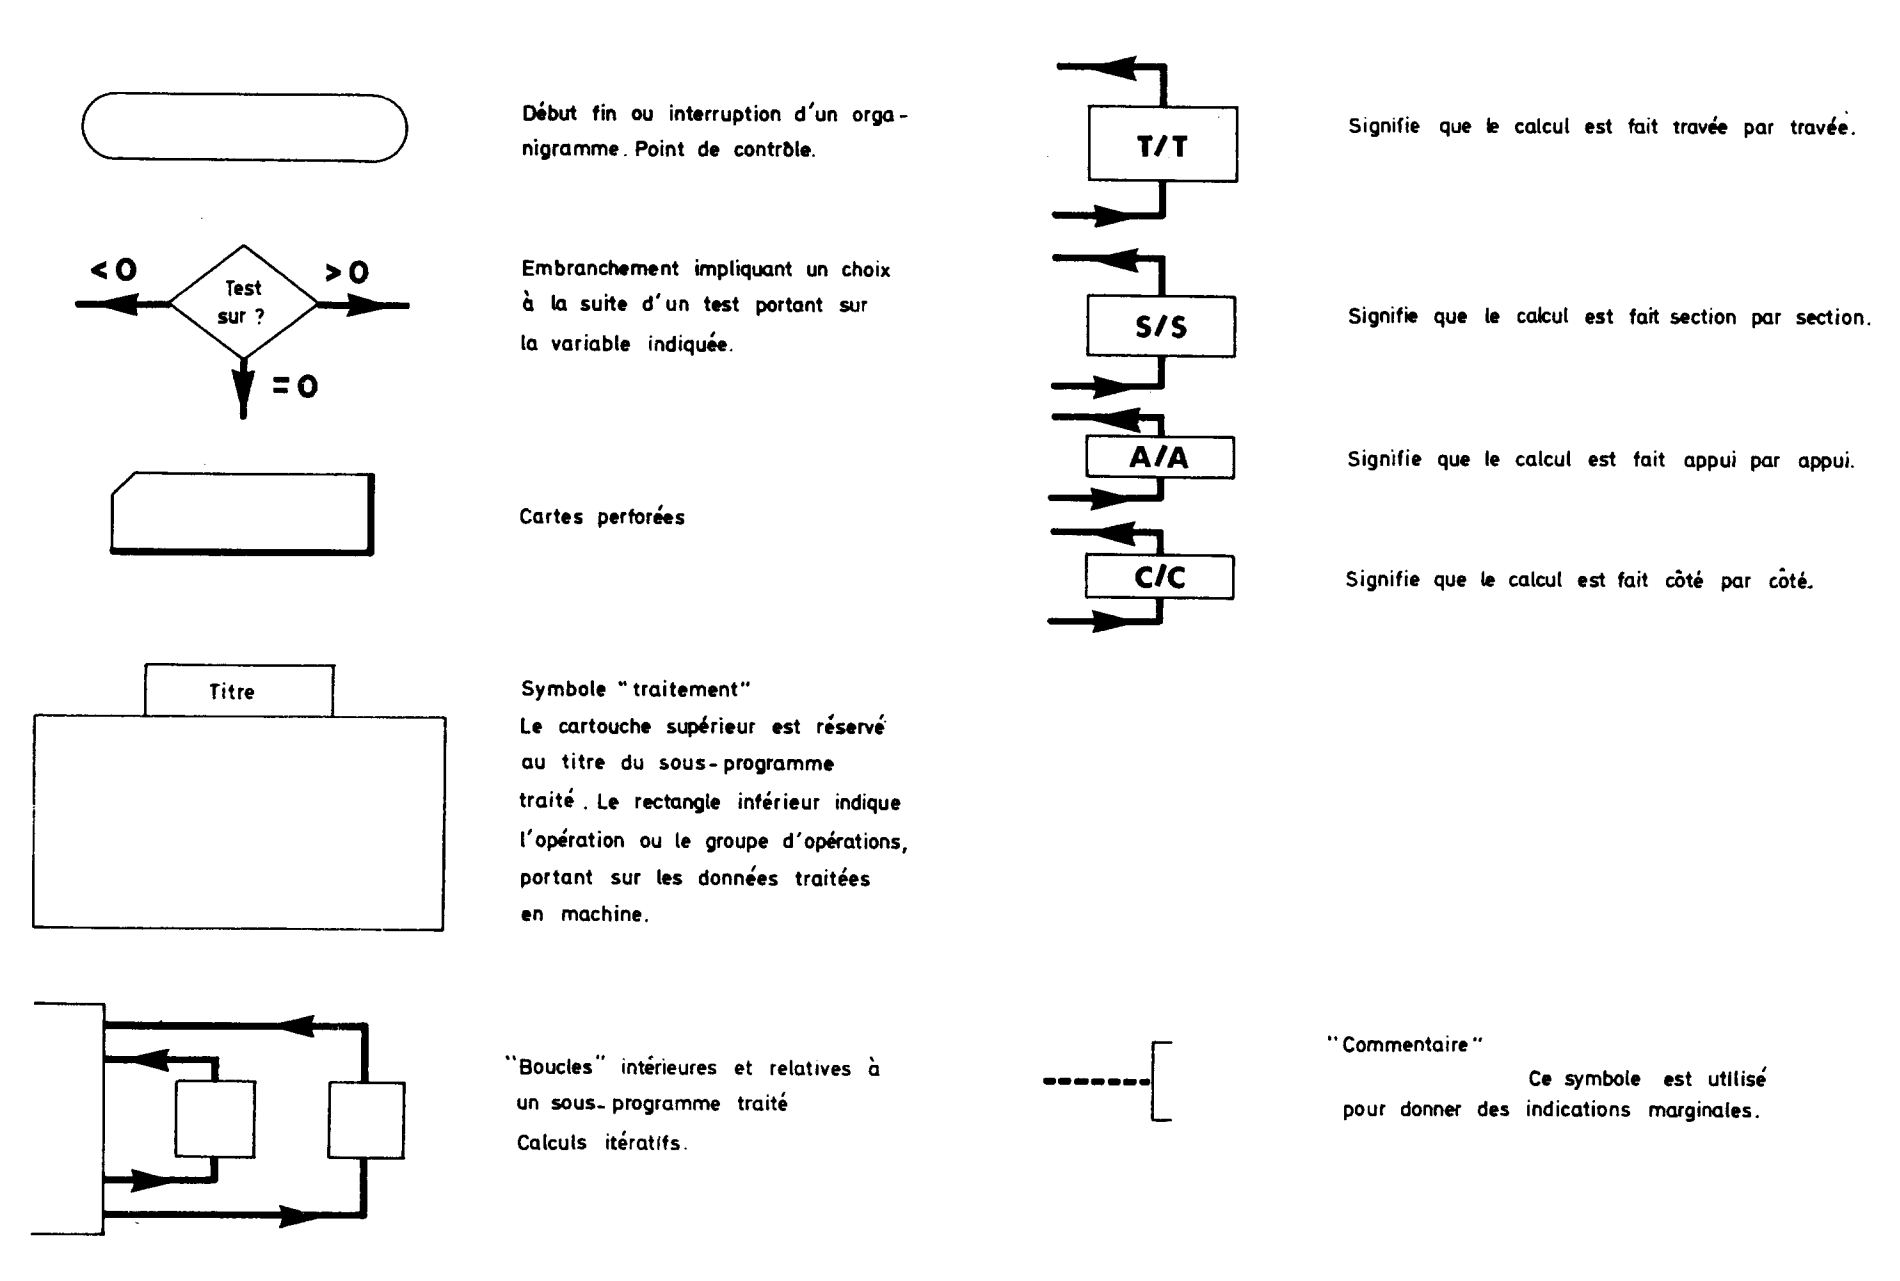 Début fin ou interruption d'un orga-
nigramme. Point de contrôle.
< 0
> 0
Test
sur ?
= 0
Embranchement impliquant un choix
à la suite d'un test portant sur
la variable indiquée.
Cartes perforées
Titre
Symbole "traitement"
Le cartouche supérieur est réservé
au titre du sous-programme
traité. Le rectangle inférieur indique
l'opération ou le groupe d'opérations,
portant sur les données traitées
en machine.
"Boucles" intérieures et relatives à
un sous-programme traité
Calculs itératifs.
T/T
Signifie que le calcul est fait travée par travée.
S/S
Signifie que le calcul est fait section par section.
A/A
Signifie que le calcul est fait appui par appui.
C/C
Signifie que le calcul est fait côté par côté.
"Commentaire"
Ce symbole est utilisé
pour donner des indications marginales.